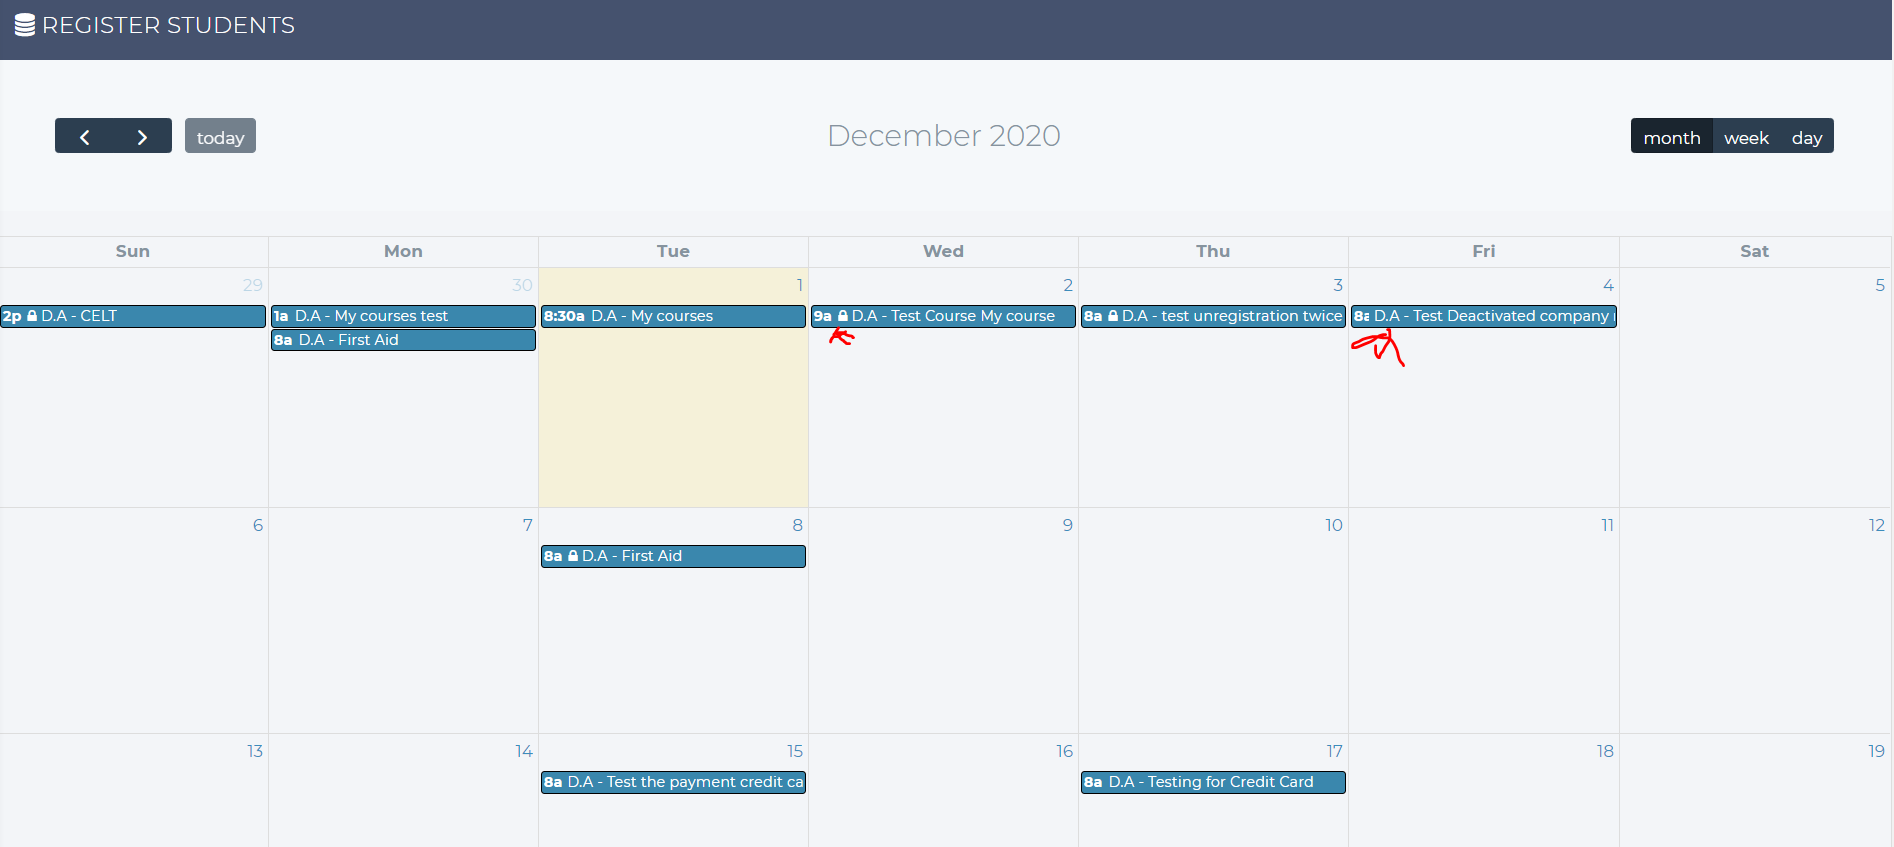 REGISTER STUDENTS
today
December 2020
month week day
Sun Mon Tue Wed Thu Fri Sat
29 30 1 2 3 4 5
2p D.A - CELT
1a D.A - My courses test
8a D.A - First Aid
8:30a D.A - My courses
9a D.A - Test Course My course
8a D.A - test unregistration twice
8a D.A - Test Deactivated company
6 7 8 9 10 11 12
8a D.A - First Aid
13 14 15 16 17 18 19
8a D.A - Test the payment credit ca
8a D.A - Testing for Credit Card